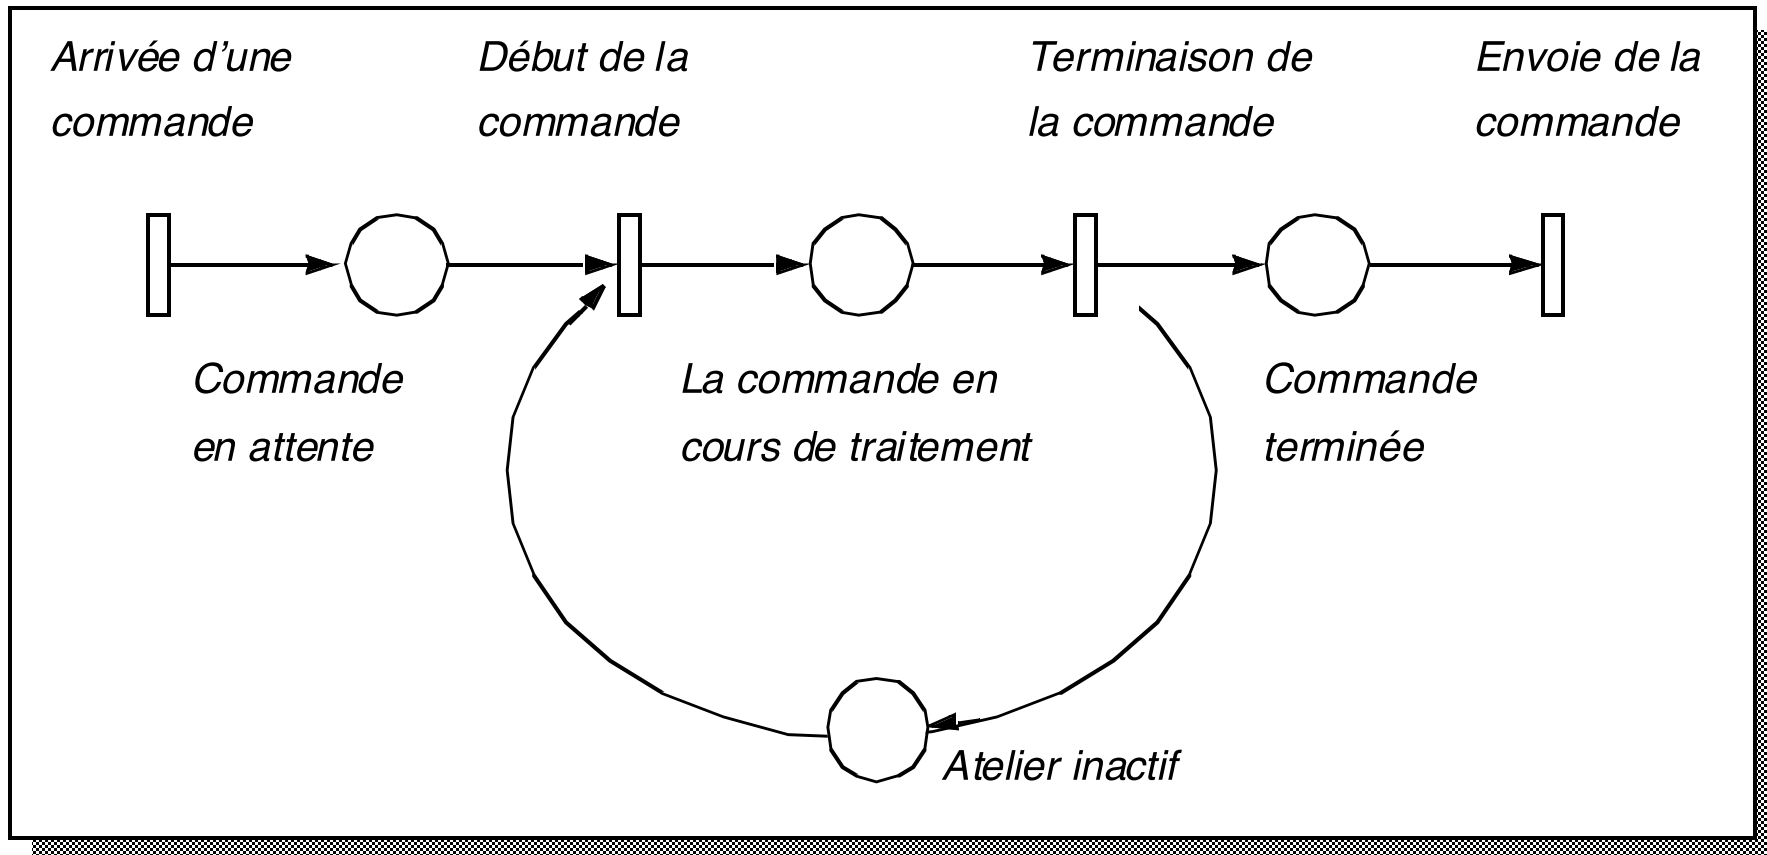 Arrivée d'une
commande
Début de la
commande
Terminaison de
la commande
Envoie de la
commande
Commande
en attente
La commande en
cours de traitement
Commande
terminée
Atelier inactif